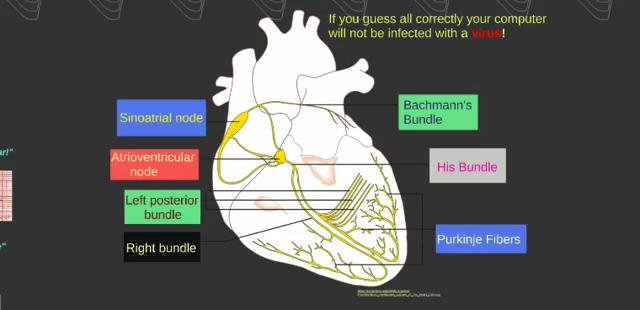 If you guess all correctly your computer
will not be infected with a virus!
Sinoatrial node
Bachmann's
Bundle
Atrioventricular
node
His Bundle
Left posterior
bundle
Right bundle
Purkinje Fibers